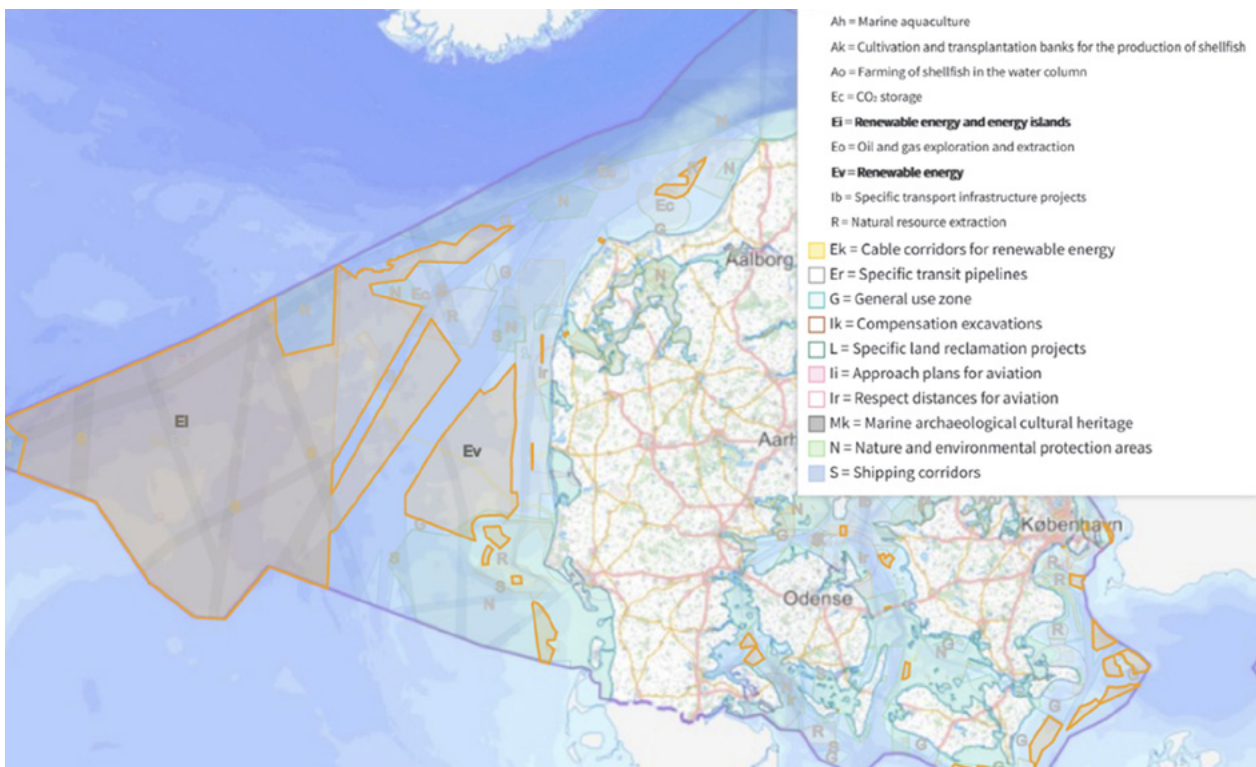 Ah = Marine aquaculture
Ak = Cultivation and transplantation banks for the production of shellfish
Ao = Farming of shellfish in the water column
Ec = CO₂ storage
Ei = Renewable energy and energy islands
Eo = Oil and gas exploration and extraction
Ev = Renewable energy
Ib = Specific transport infrastructure projects
R = Natural resource extraction
Ek = Cable corridors for renewable energy
Er = Specific transit pipelines
G = General use zone
Ik = Compensation excavations
L = Specific land reclamation projects
Ii = Approach plans for aviation
Ir = Respect distances for aviation
Mk = Marine archaeological cultural heritage
N = Nature and environmental protection areas
S = Shipping corridors
N
N
N
Ec
G
G
Aalborg
N
G
N
R
S
N
Ir
Ei
Ev
Aarh
G
S
R
S
N
N
G
Ir
København
R
R
Odense
R
N
G
S
G
R
S
G
G
G